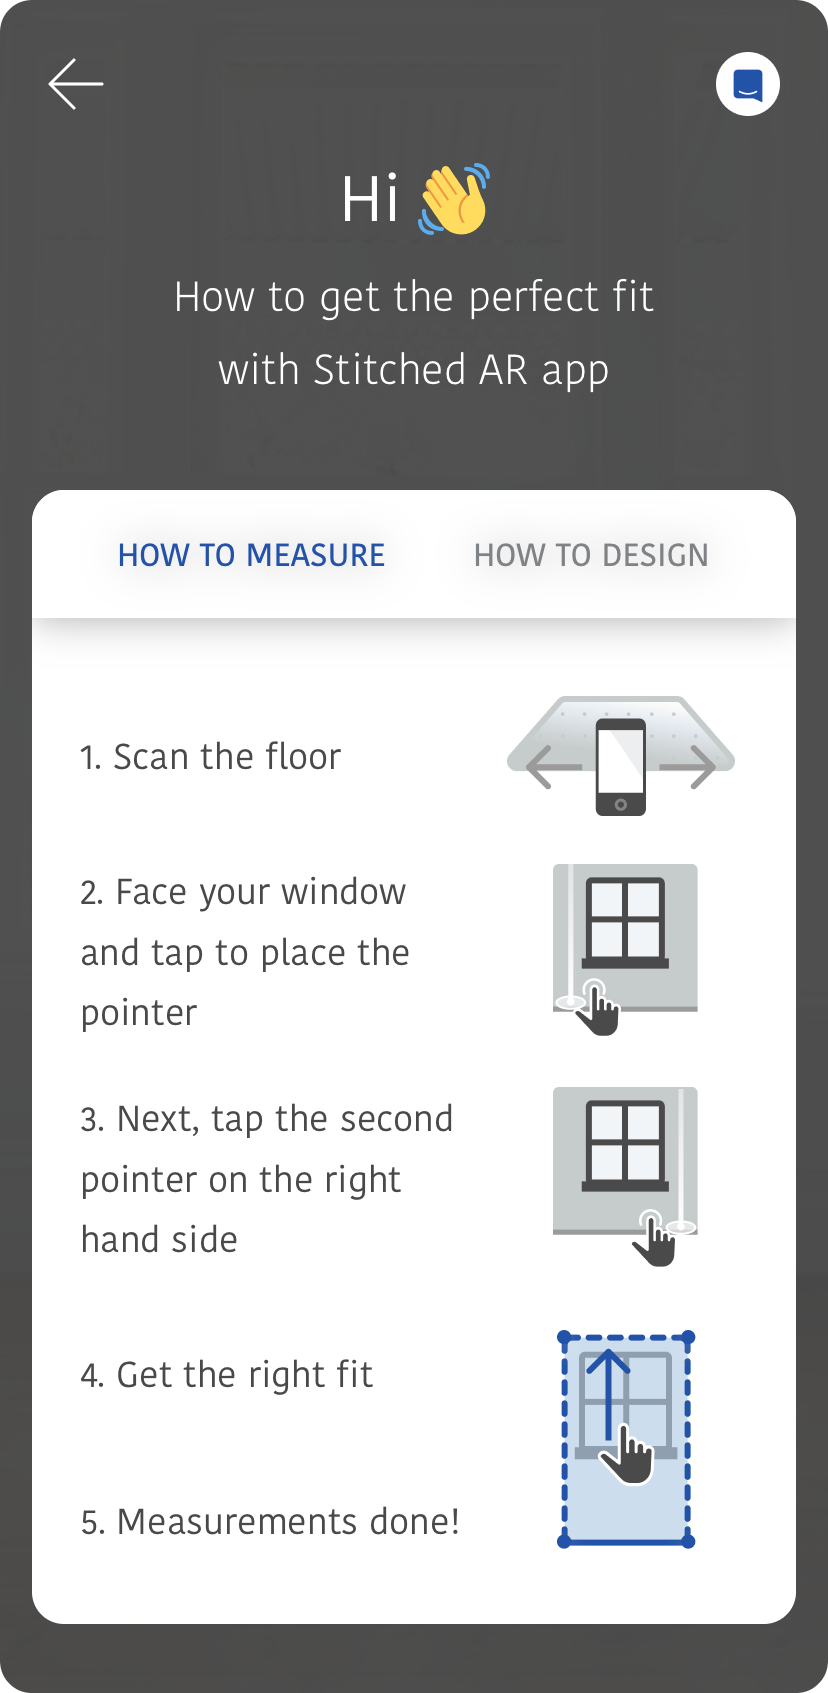 Hi 👋
How to get the perfect fit
with Stitched AR app
HOW TO MEASURE
HOW TO DESIGN
1. Scan the floor
2. Face your window
and tap to place the
pointer
3. Next, tap the second
pointer on the right
hand side
4. Get the right fit
5. Measurements done!